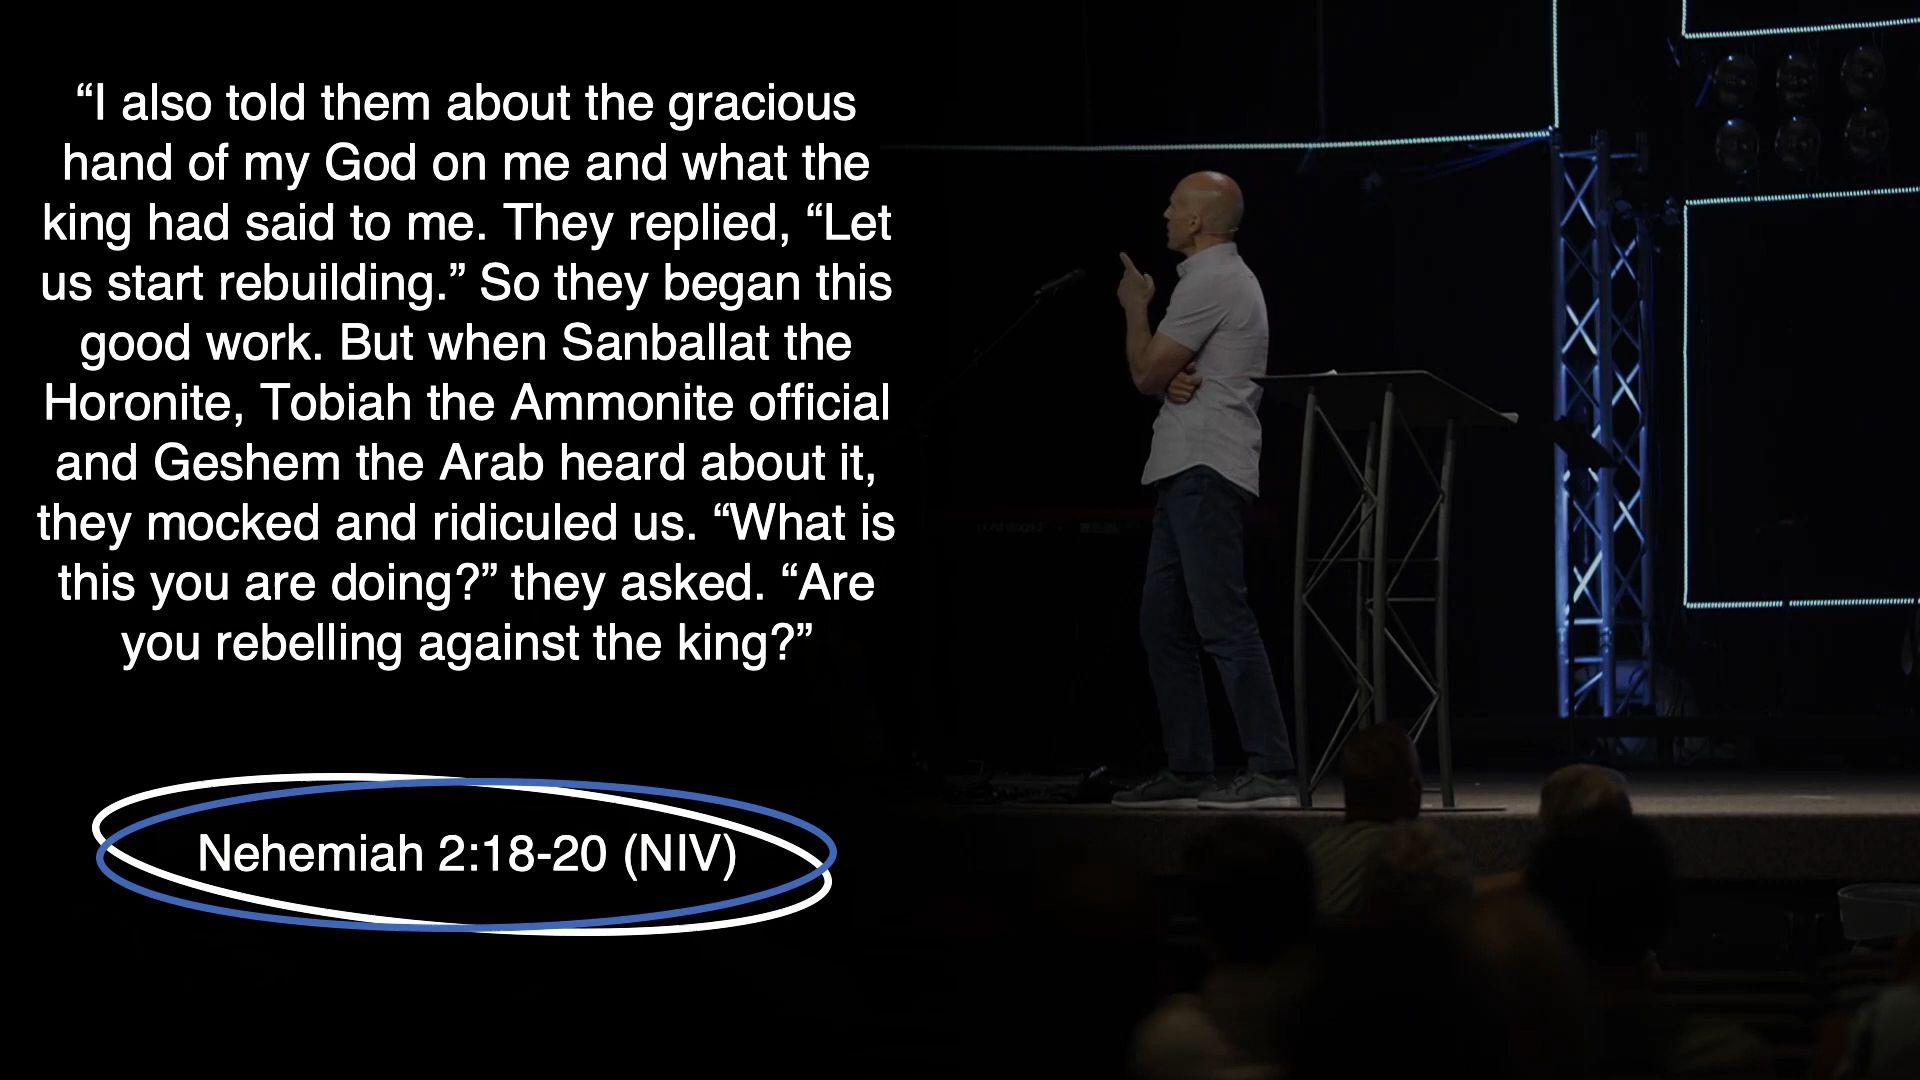 “I also told them about the gracious
hand of my God on me and what the
king had said to me. They replied, “Let
us start rebuilding.” So they began this
good work. But when Sanballat the
Horonite, Tobiah the Ammonite official
and Geshem the Arab heard about it,
they mocked and ridiculed us. “What is
this you are doing?” they asked. “Are
you rebelling against the king?”
Nehemiah 2:18-20 (NIV)